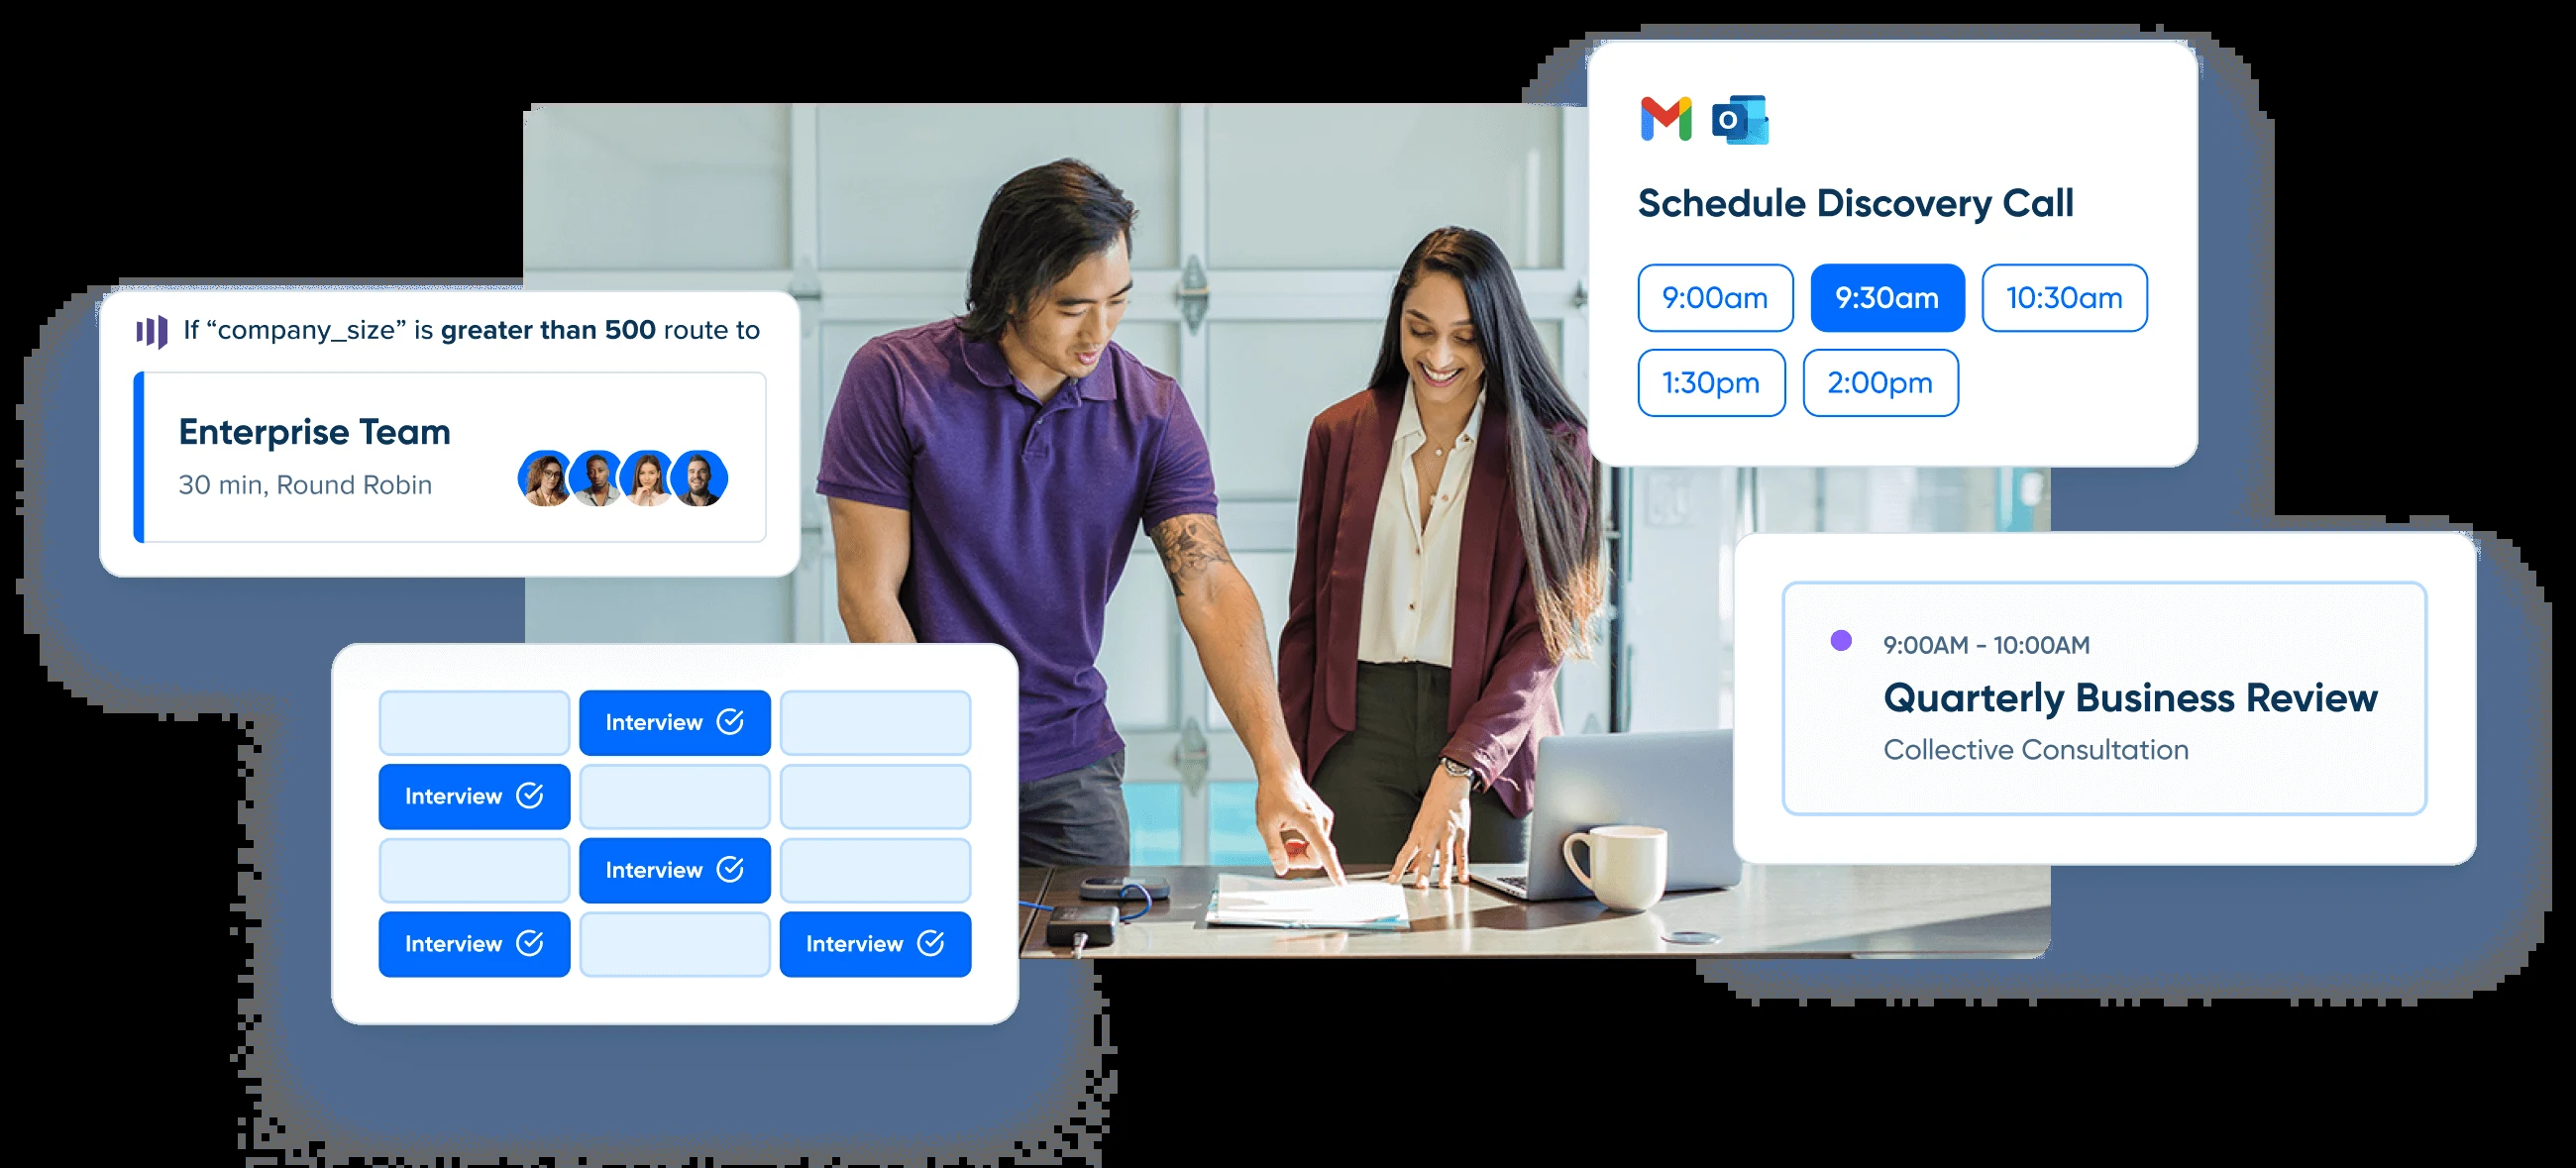 If “company_size” is greater than 500 route to
Enterprise Team
30 min, Round Robin
Interview
Interview
Interview
Interview Interview
Schedule Discovery Call
9:00am 9:30am 10:30am
1:30pm 2:00pm
9:00AM - 10:00AM
Quarterly Business Review
Collective Consultation